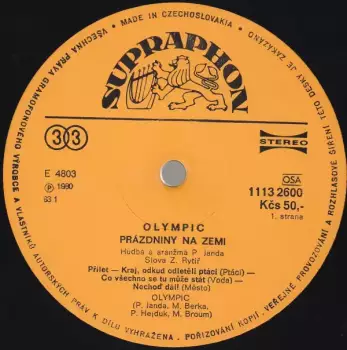 MADE IN CZECHOSLOVAKIA • VŠECHNA PRÁVA GRAMOFONOVÉHO VÝROBCE A VLASTNÍKŮ AUTORSKÝCH PRÁV K DÍLU VYHRAZENA. POŘIZOVÁNÍ KOPIÍ, VEŘEJNÉ PROVOZOVÁNÍ A ROZHLASOVÉ ŠÍŘENÍ TÉTO DESKY JE ZAKÁZÁNO
SUPRAPHON
33
STEREO
E 4803
℗ 1980
63 1
OSA
1113 2600
Kčs 50,-
1. strana
OLYMPIC
PRÁZDNINY NA ZEMI
Hudba a aranžmá P. Janda
Slova Z. Rytíř
Přílet — Kraj, odkud odletěli ptáci (Ptáci) —
Co všechno se tu může stát (Voda) —
Nechoď dál! (Město)
OLYMPIC
(P. Janda, M. Berka,
P. Hejduk, M. Broum)